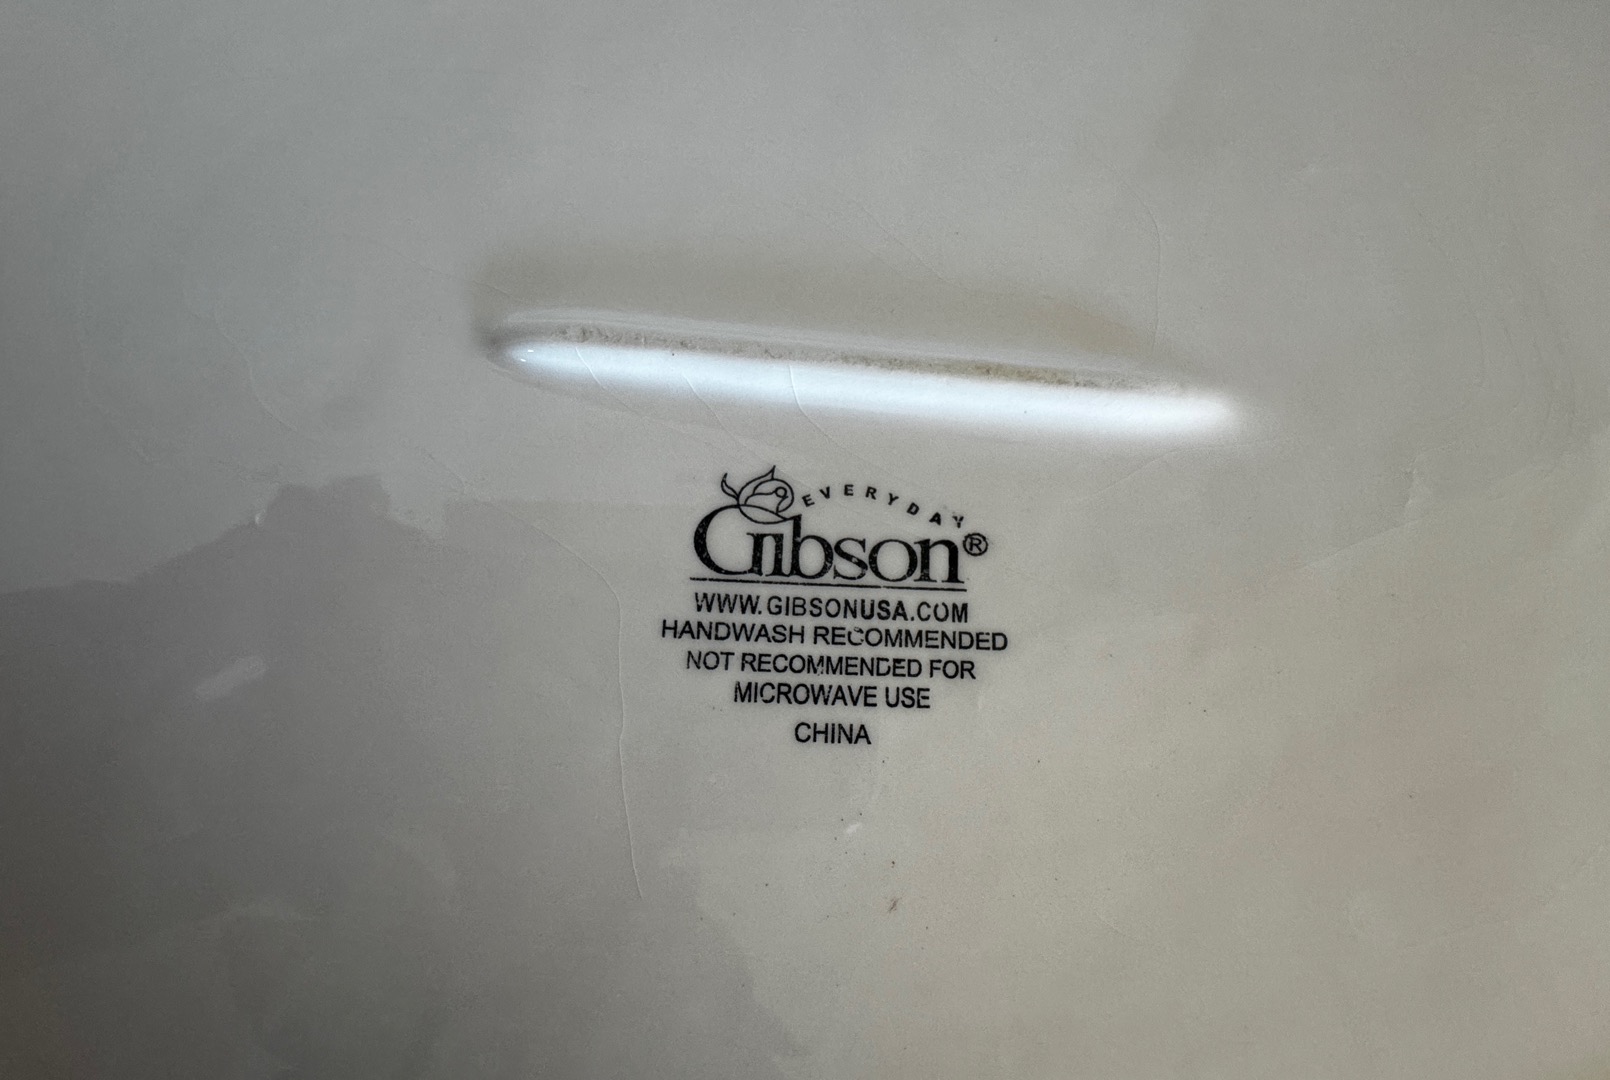 EVERYDAY
Gibson®
WWW.GIBSONUSA.COM
HANDWASH RECOMMENDED
NOT RECOMMENDED FOR
MICROWAVE USE
CHINA